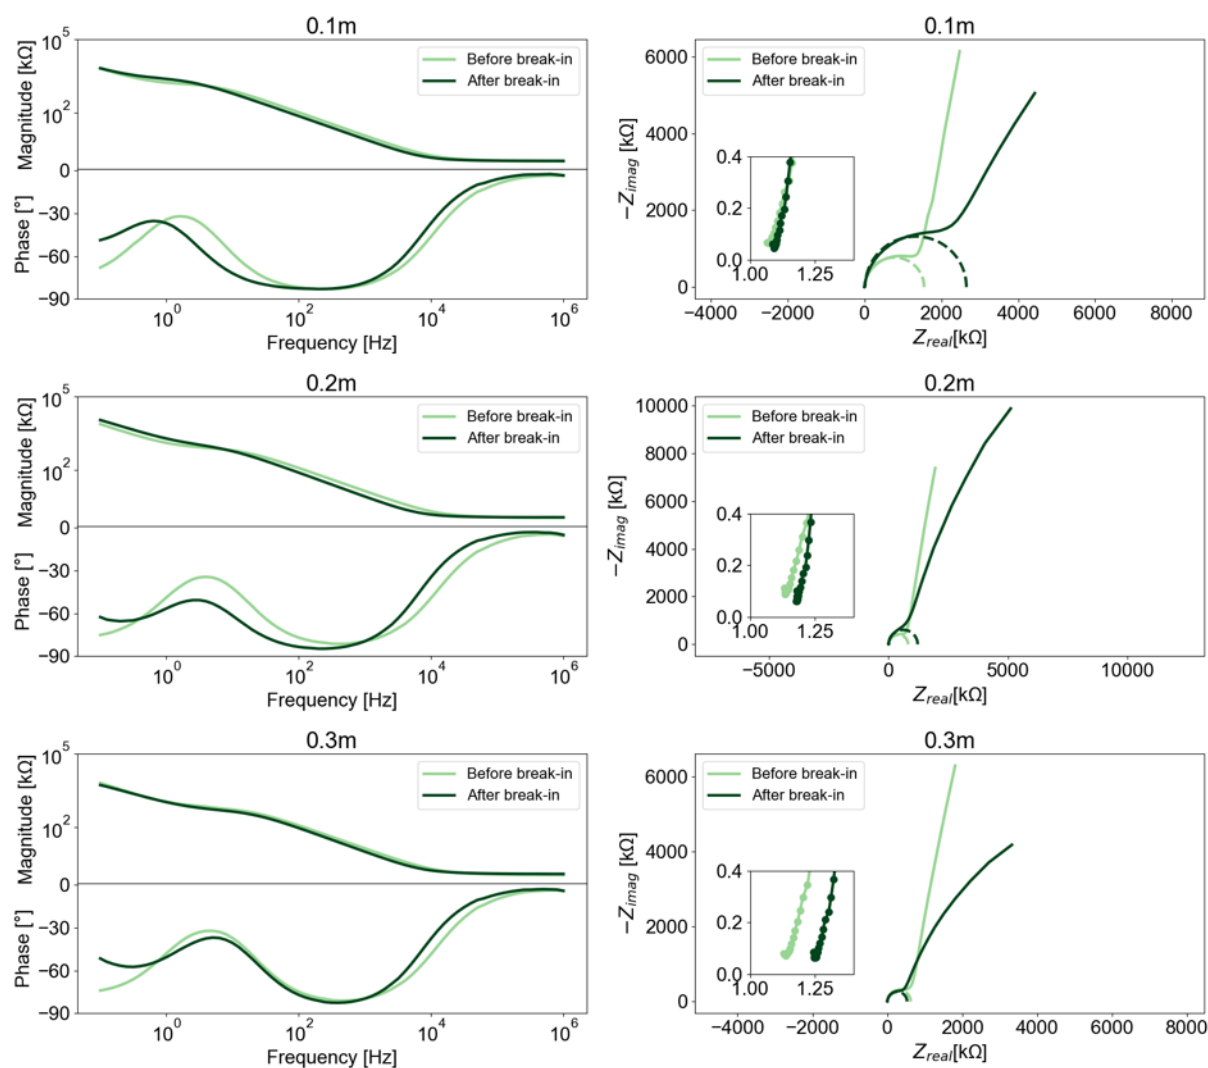 0.1m
Magnitude [kΩ]
10^5
10^2
0
Before break-in
After break-in
Phase [°]
−30
−60
−90
10^0
10^2
10^4
10^6
Frequency [Hz]
0.1m
−Z_imag [kΩ]
6000
4000
2000
0
Before break-in
After break-in
0.4
0.2
0.0
1.00
1.25
−4000
−2000
0
2000
4000
6000
8000
Z_real[kΩ]
0.2m
Magnitude [kΩ]
10^5
10^2
0
Before break-in
After break-in
Phase [°]
−30
−60
−90
10^0
10^2
10^4
10^6
Frequency [Hz]
0.2m
−Z_imag [kΩ]
10000
8000
6000
4000
2000
0
Before break-in
After break-in
0.4
0.2
0.0
1.00
1.25
−5000
0
5000
10000
Z_real[kΩ]
0.3m
Magnitude [kΩ]
10^5
10^2
0
Before break-in
After break-in
Phase [°]
−30
−60
−90
10^0
10^2
10^4
10^6
Frequency [Hz]
0.3m
−Z_imag [kΩ]
6000
4000
2000
0
Before break-in
After break-in
0.4
0.2
0.0
1.00
1.25
−4000
−2000
0
2000
4000
6000
8000
Z_real[kΩ]